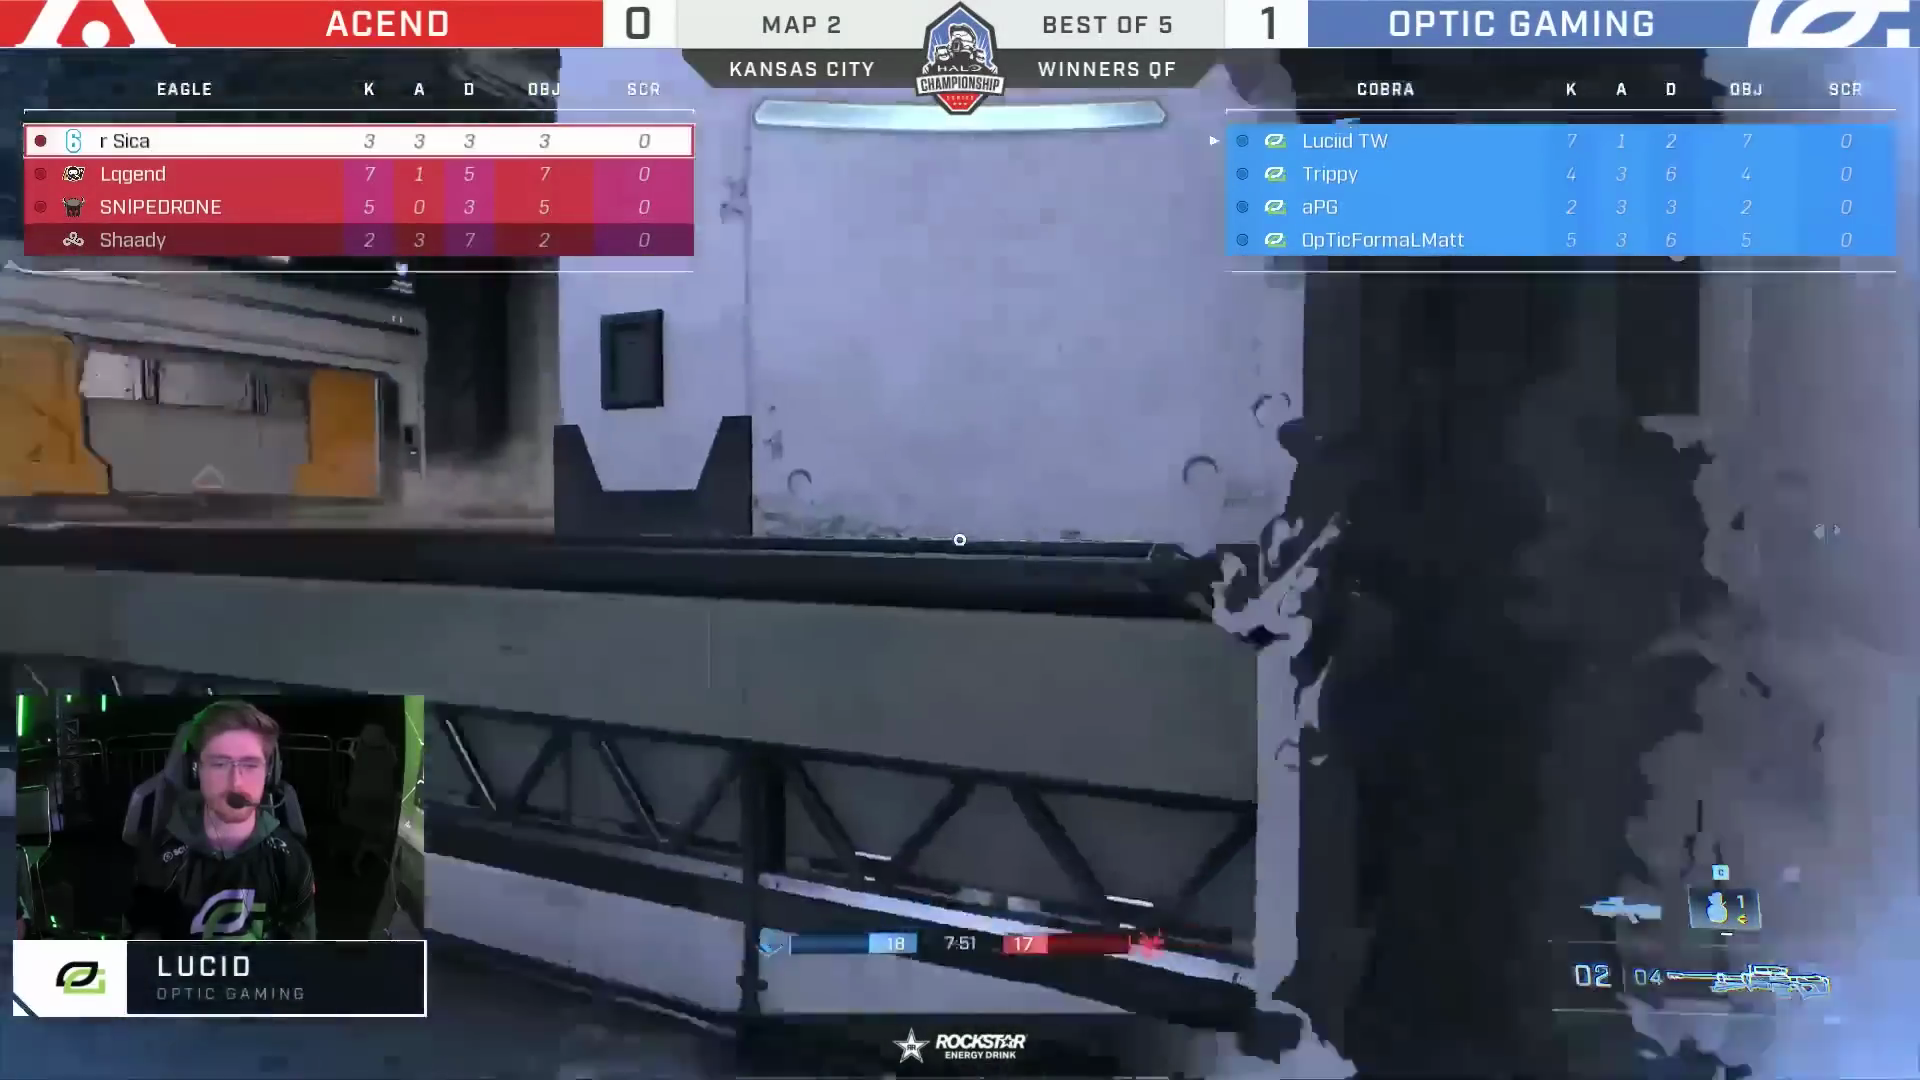 ACEND 0 MAP 2 BEST OF 5 1 OPTIC GAMING
KANSAS CITY WINNERS QF
HALO
CHAMPIONSHIP
SERIES
EAGLE K A D OBJ SCR
r Sica 3 3 3 3 0
Lqgend 7 1 5 7 0
SNIPEDRONE 5 0 3 5 0
Shaady 2 3 7 2 0
COBRA K A D OBJ SCR
Luciid TW 7 1 2 7 0
Trippy 4 3 6 4 0
aPG 2 3 3 2 0
OpTicFormaLMatt 5 3 6 5 0
C
1
18 7:51 17
02 04
LUCID
OPTIC GAMING
ROCKSTAR
ENERGY DRINK